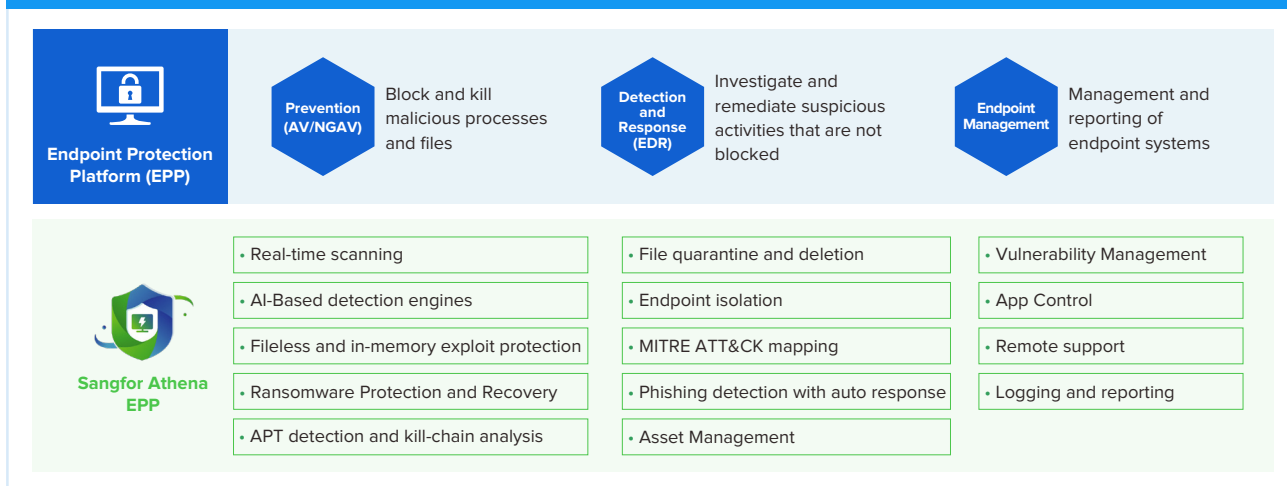 Endpoint Protection
Platform (EPP)
Prevention
(AV/NGAV)
Block and kill
malicious processes
and files
Detection
and
Response
(EDR)
Investigate and
remediate suspicious
activities that are not
blocked
Endpoint
Management
Management and
reporting of
endpoint systems
Sangfor Athena
EPP
• Real-time scanning
• AI-Based detection engines
• Fileless and in-memory exploit protection
• Ransomware Protection and Recovery
• APT detection and kill-chain analysis
• File quarantine and deletion
• Endpoint isolation
• MITRE ATT&CK mapping
• Phishing detection with auto response
• Asset Management
• Vulnerability Management
• App Control
• Remote support
• Logging and reporting